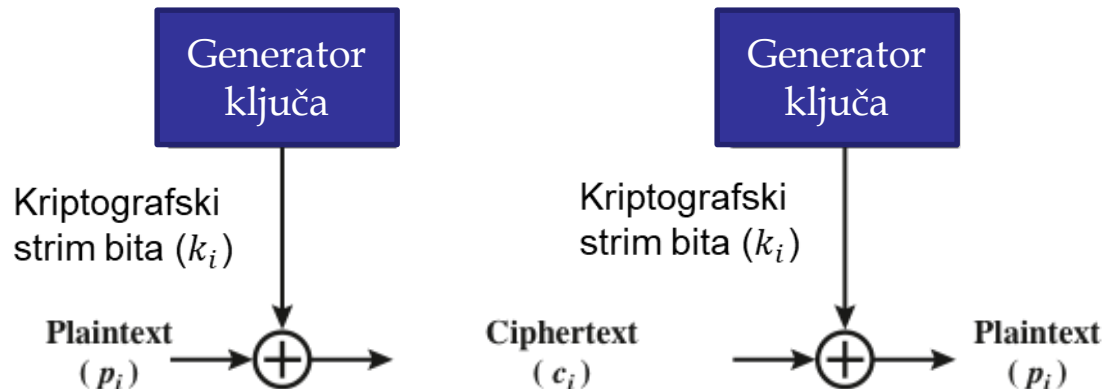 Generator
ključa
Generator
ključa
Kriptografski
strim bita (kᵢ)
Kriptografski
strim bita (kᵢ)
Plaintext
(pᵢ)
Ciphertext
(cᵢ)
Plaintext
(pᵢ)